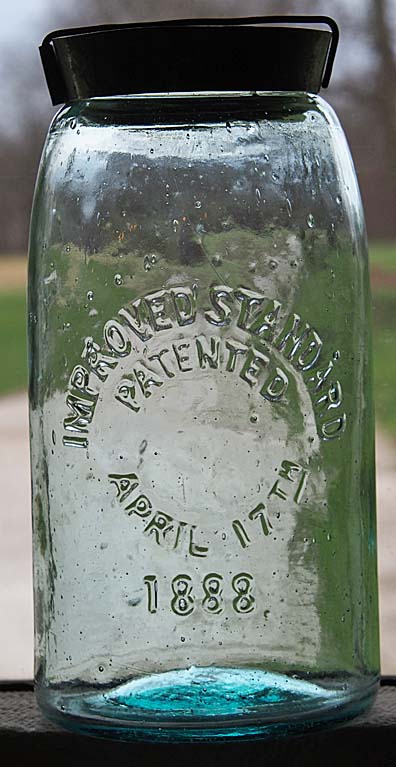 IMPROVED STANDARD
PATENTED
APRIL 17TH
1888